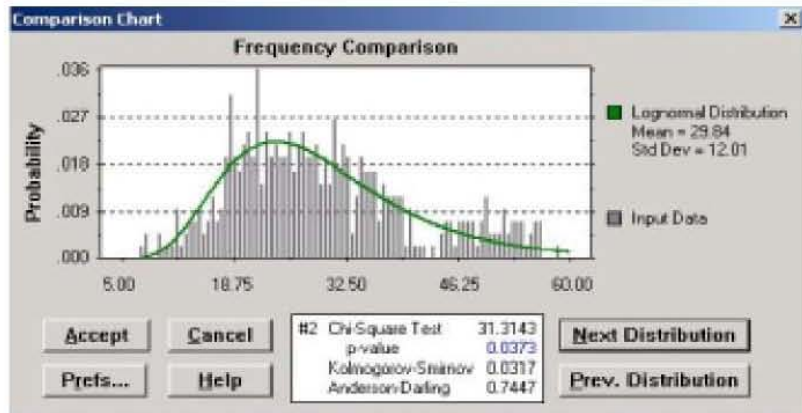 Comparison Chart
Frequency Comparison
Probability
.036
.027
.018
.009
.000
5.00 18.75 32.50 46.25 60.00
Lognormal Distribution
Mean = 29.84
Std Dev = 12.01
Input Data
Accept Cancel
Prefs... Help
#2 Chi-Square Test 31.3143
p-value 0.0373
Kolmogorov-Smirnov 0.0317
Anderson-Darling 0.7447
Next Distribution
Prev. Distribution